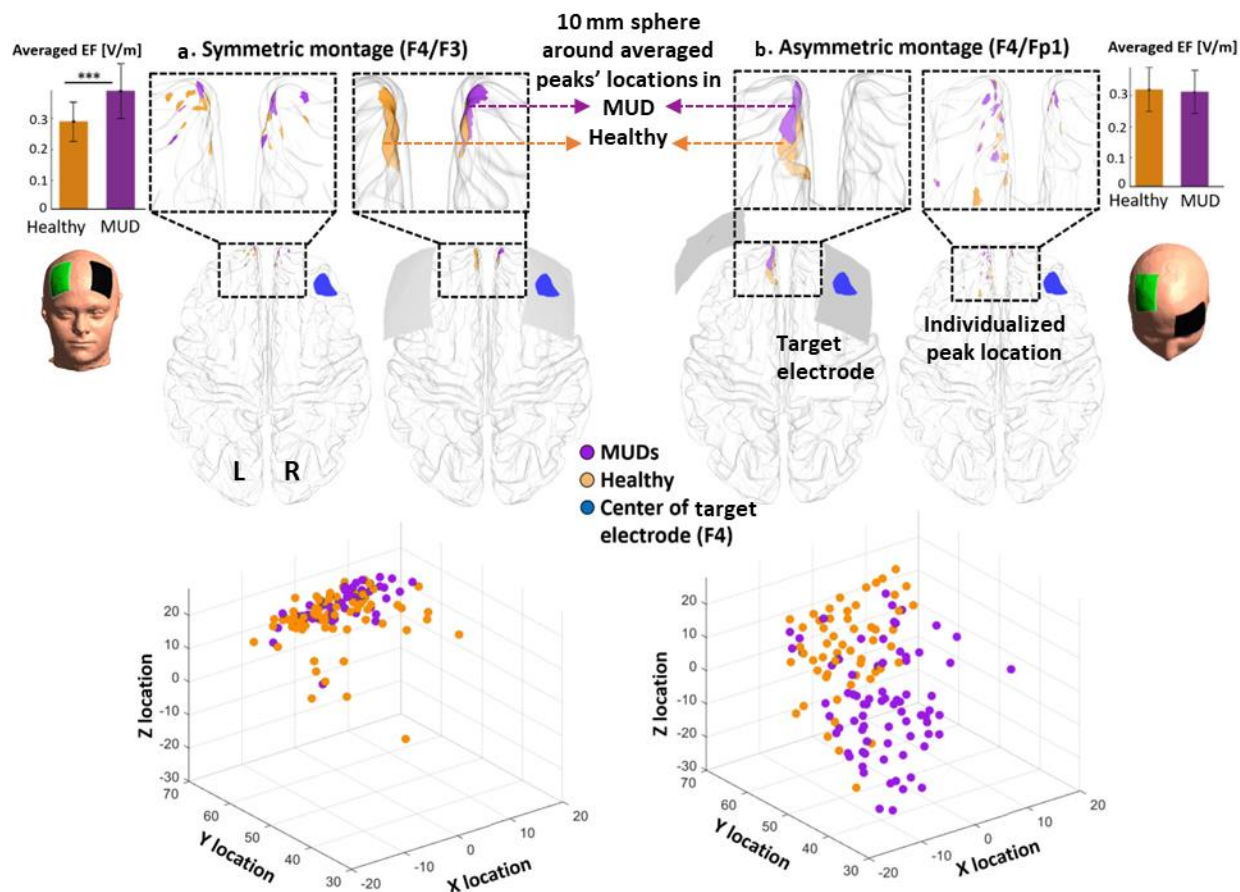 10 mm sphere
around averaged
peaks' locations in
MUD
Healthy
Averaged EF [V/m]
a. Symmetric montage (F4/F3)
b. Asymmetric montage (F4/Fp1)
Averaged EF [V/m]
***
0.3
0.2
0.1
0
Healthy MUD
0.3
0.2
0.1
0
Healthy MUD
Target
electrode
Individualized
peak location
L R
MUDs
Healthy
Center of target
electrode (F4)
Z location
20
10
0
-10
-20
-30
70
60
50
40
30
Y location
-20
-10
0
10
20
X location
Z location
20
10
0
-10
-20
-30
70
60
50
40
30
Y location
-20
-10
0
10
20
X location